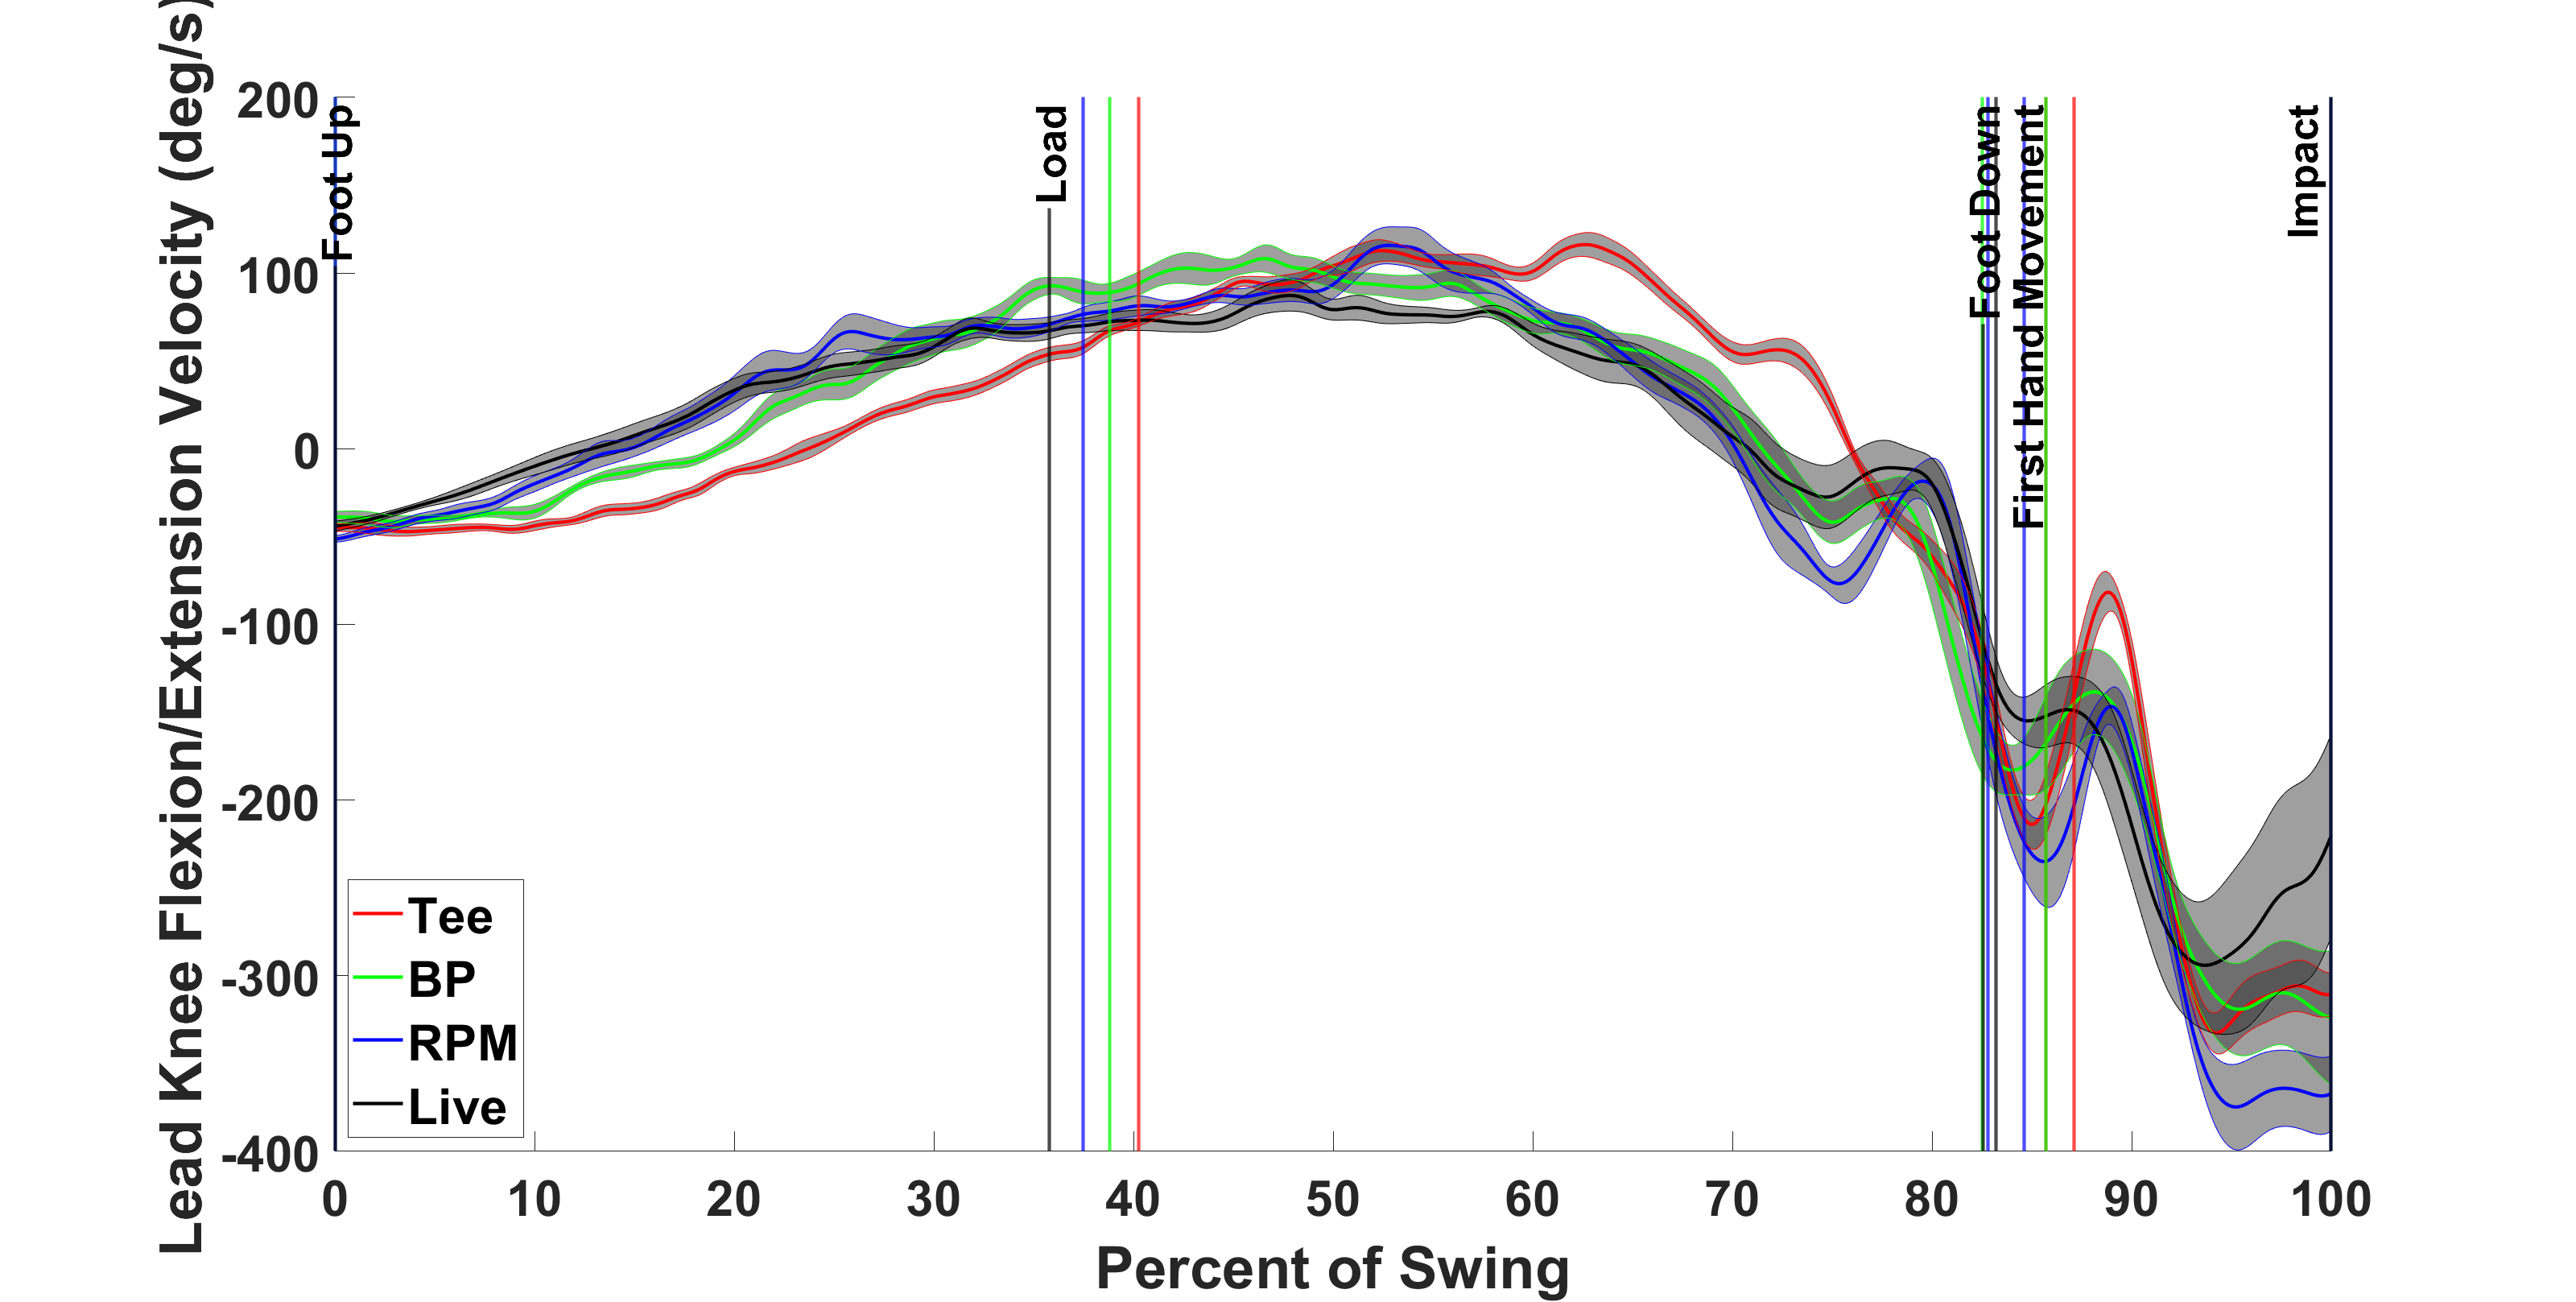 Lead Knee Flexion/Extension Velocity (deg/s)
200
100
0
-100
-200
-300
-400
Foot Up
Load
Foot Down
First Hand Movement
Impact
Tee
BP
RPM
Live
0 10 20 30 40 50 60 70 80 90 100
Percent of Swing